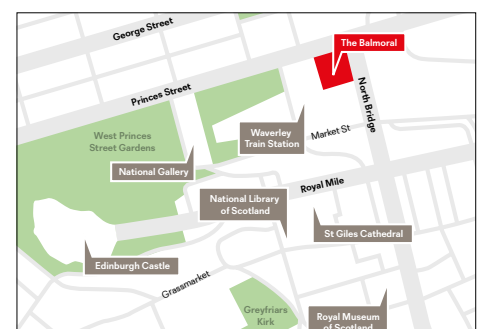 George Street
The Balmoral
Princes Street
North Bridge
West Princes
Street Gardens
Waverley
Train Station
Market St
National Gallery
Royal Mile
National Library
of Scotland
St Giles Cathedral
Edinburgh Castle
Grassmarket
Greyfriars
Kirk
Royal Museum
of Scotland